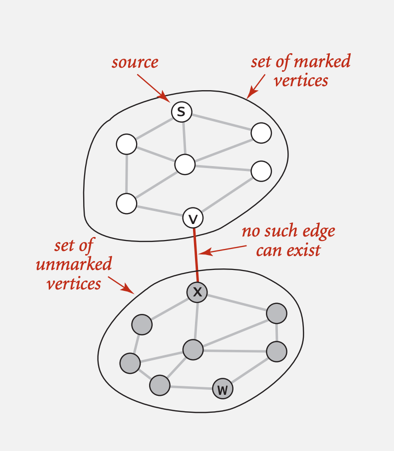 source
set of marked
vertices
S
V
no such edge
can exist
set of
unmarked
vertices
X
W